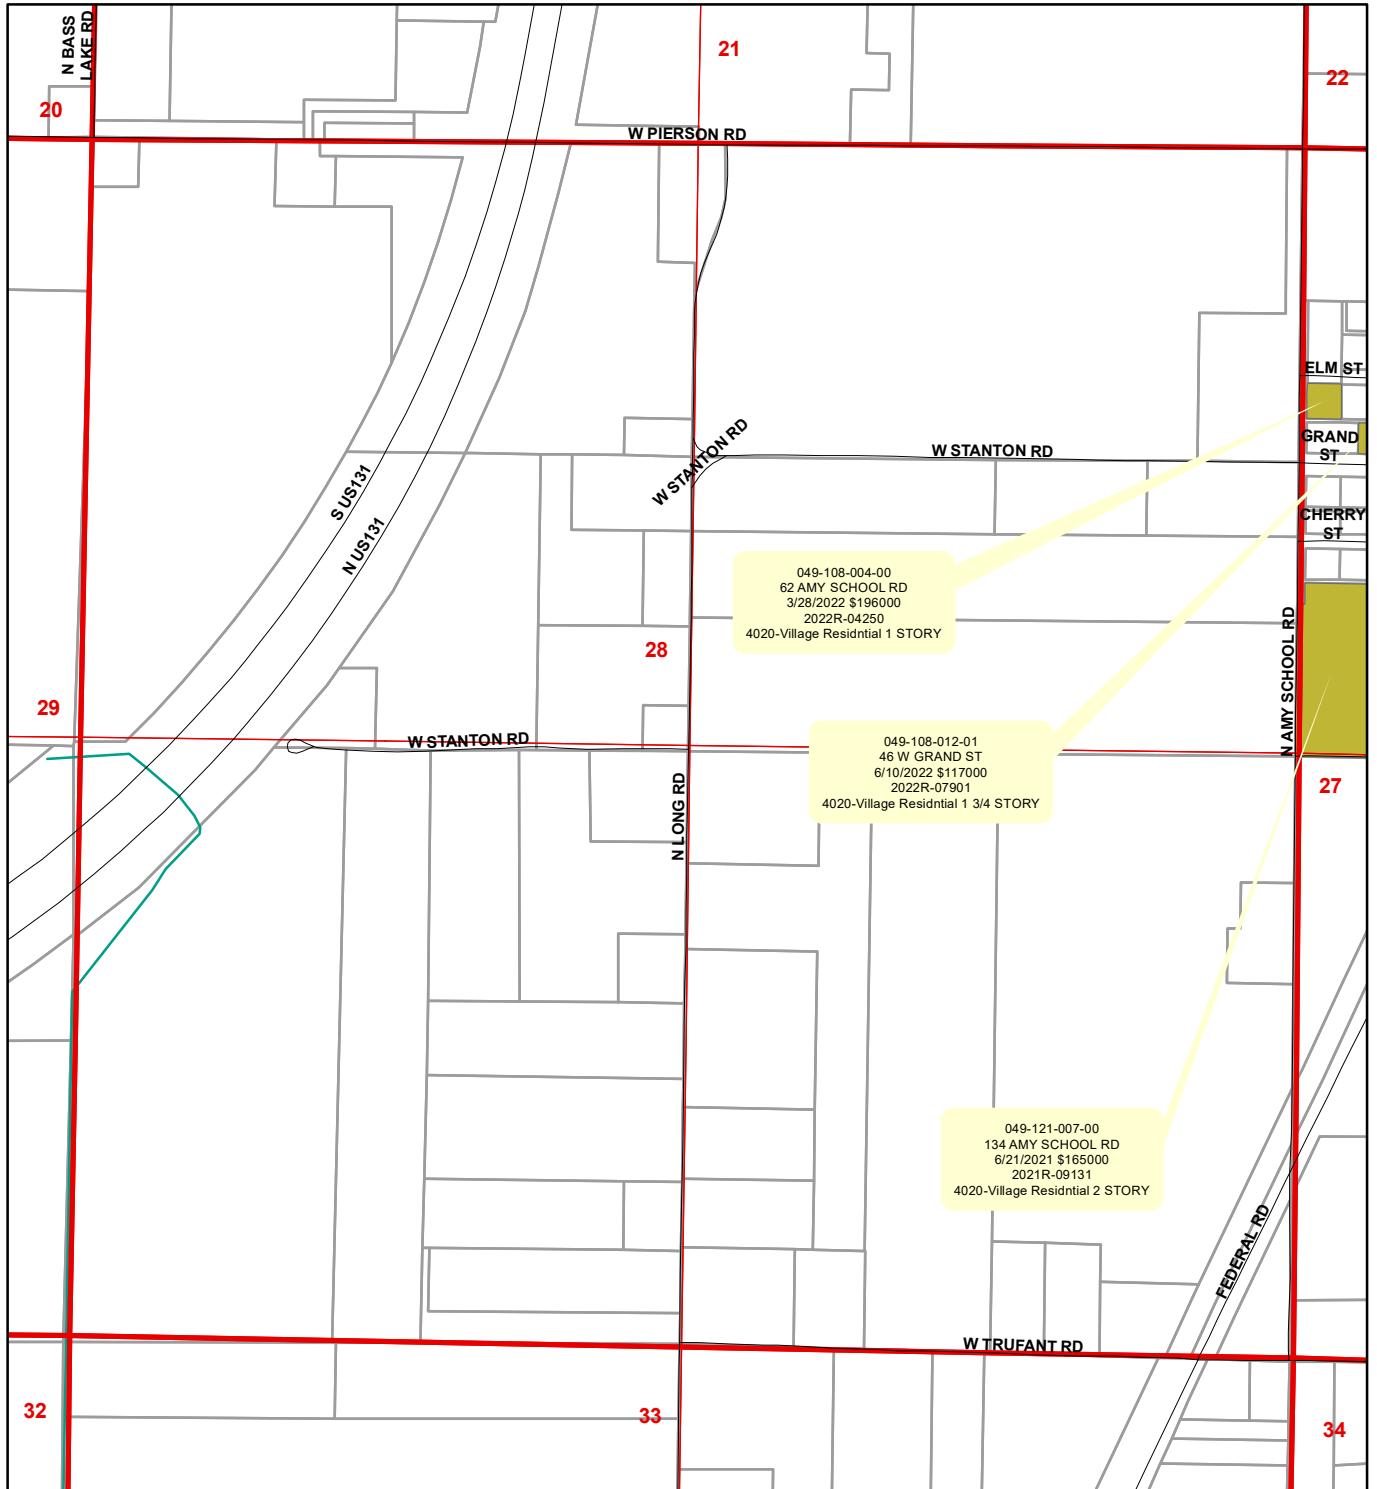 N BASS
LAKE RD
21
22
20
W PIERSON RD
ELM ST
GRAND
ST
W STANTON RD
W STANTON RD
S US131
N US131
CHERRY
ST
049-108-004-00
62 AMY SCHOOL RD
3/28/2022 $196000
2022R-04250
4020-Village Residntial 1 STORY
28
N AMY SCHOOL RD
29
W STANTON RD
049-108-012-01
46 W GRAND ST
6/10/2022 $117000
2022R-07901
4020-Village Residntial 1 3/4 STORY
27
N LONG RD
049-121-007-00
134 AMY SCHOOL RD
6/21/2021 $165000
2021R-09131
4020-Village Residntial 2 STORY
FEDERAL RD
W TRUFANT RD
32
33
34